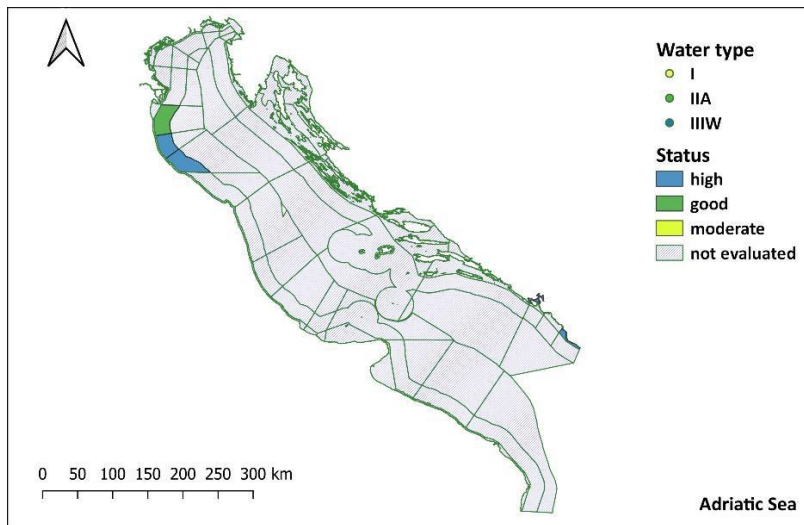 Water type
I
IIA
IIIW
Status
high
good
moderate
not evaluated
0 50 100 150 200 250 300 km
Adriatic Sea